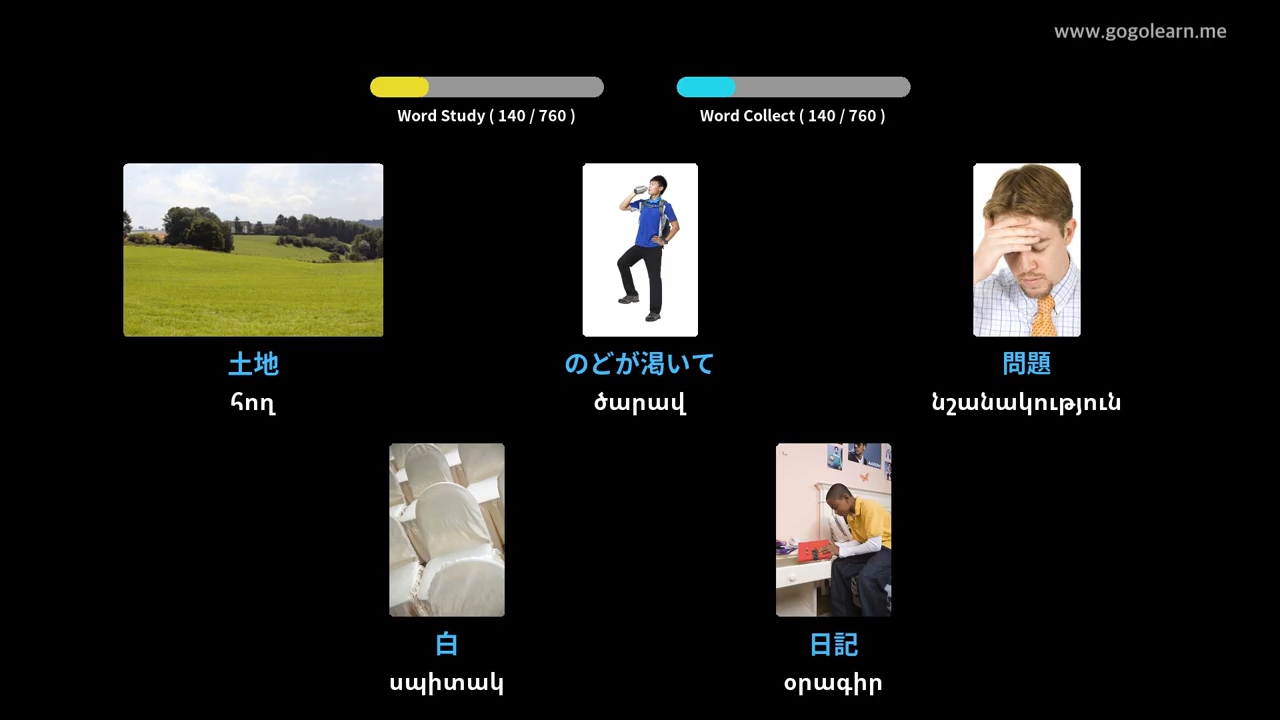 www.gogolearn.me
Word Study ( 140 / 760 )
Word Collect ( 140 / 760 )
土地
のどが渇いて
問題
հող
ծարավ
նշանակություն
白
日記
սպիտակ
օրագիր